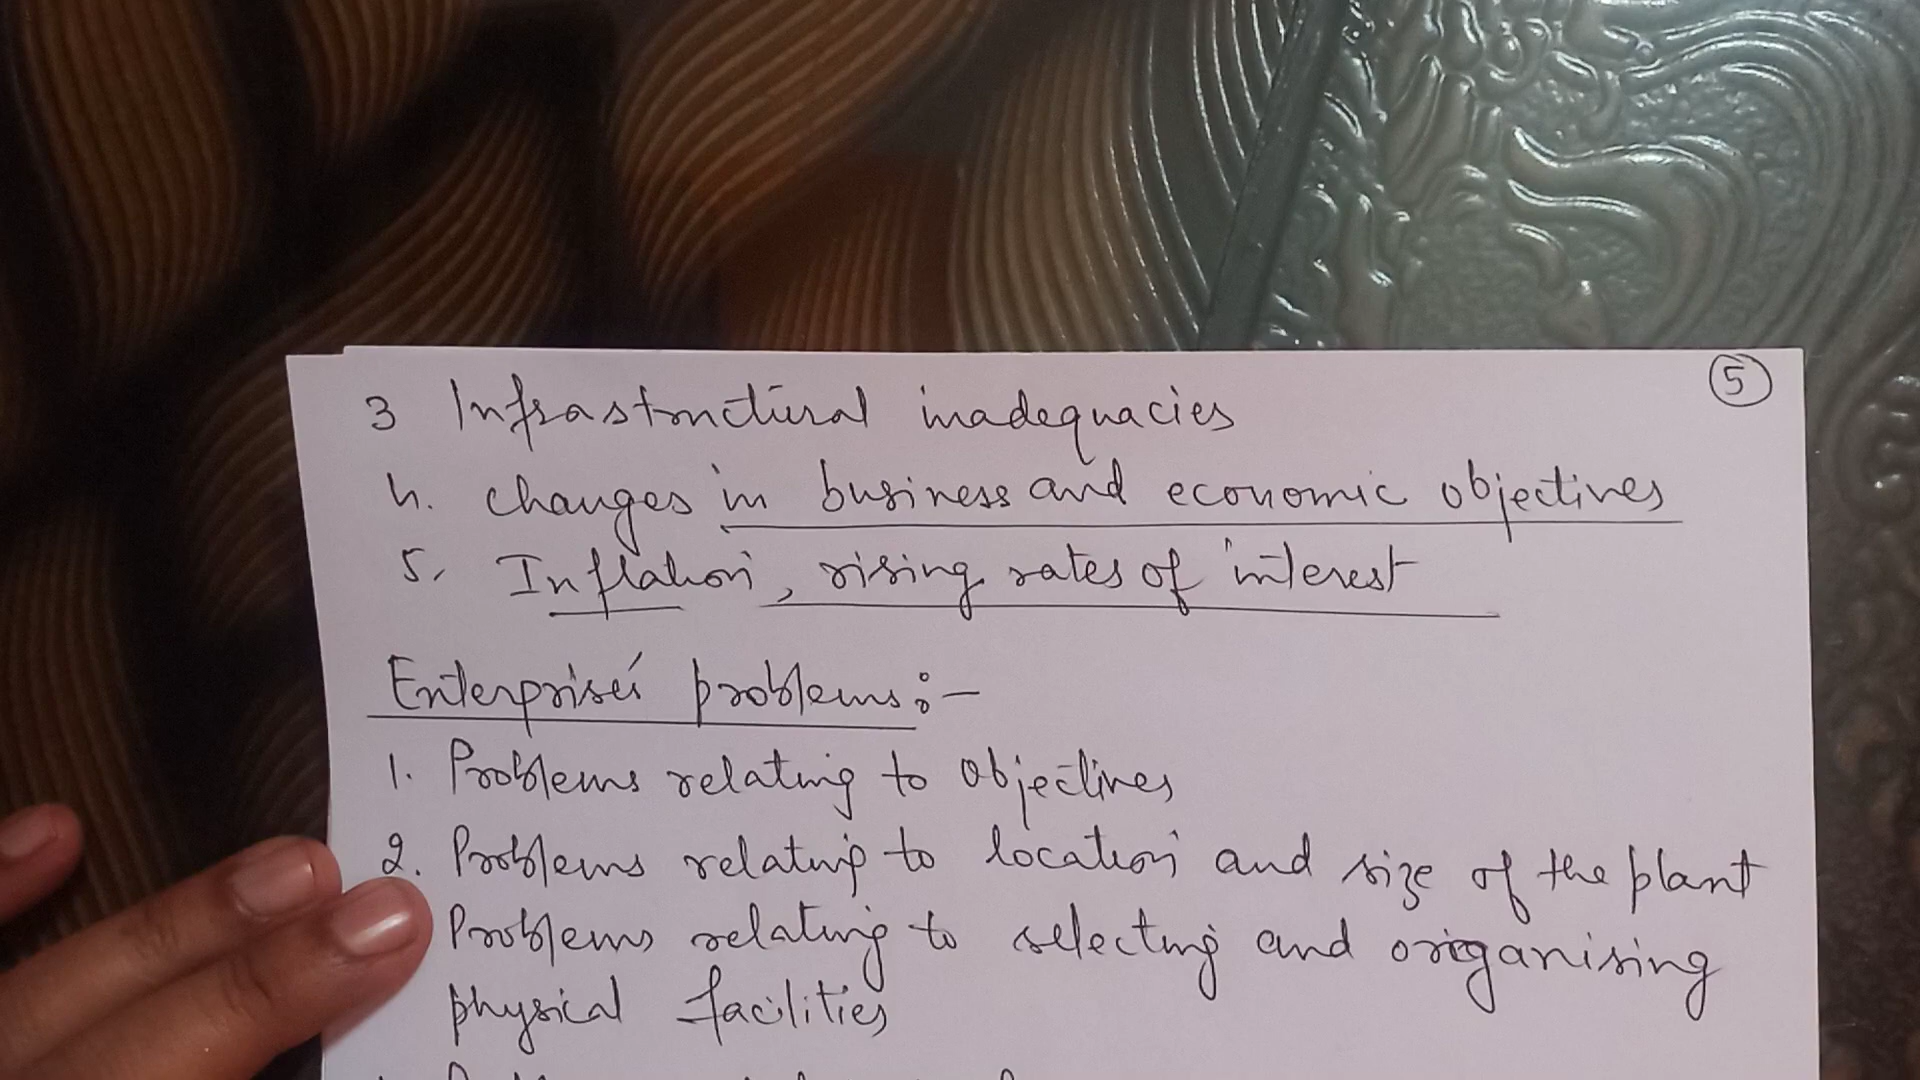 5
3 Infrastructural inadequacies
4. changes in business and economic objectives
5. Inflation, rising rates of interest
Enterprises' problems:-
1. Problems relating to objectives
2. Problems relating to location and size of the plant
Problems relating to selecting and origanising
physical facilities